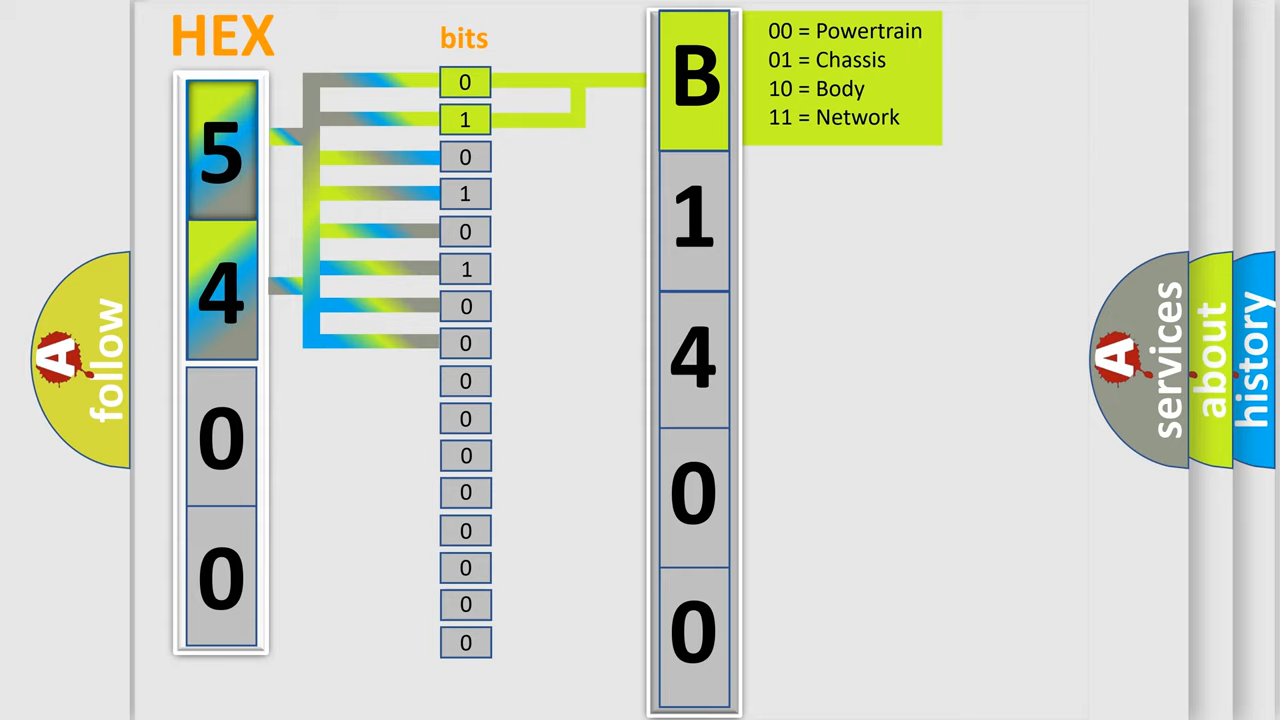 HEX
bits
5
4
0
0
0
1
0
1
0
1
0
0
0
0
0
0
0
0
0
0
B
1
4
0
0
00 = Powertrain
01 = Chassis
10 = Body
11 = Network
A follow
A services
about
history